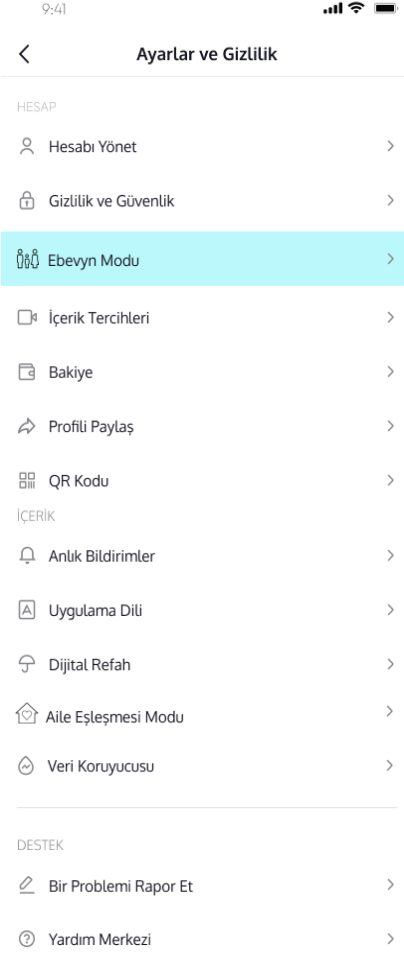 9:41
Ayarlar ve Gizlilik
HESAP
Hesabı Yönet
Gizlilik ve Güvenlik
Ebevyn Modu
İçerik Tercihleri
Bakiye
Profili Paylaş
QR Kodu
İÇERİK
Anlık Bildirimler
Uygulama Dili
Dijital Refah
Aile Eşleşmesi Modu
Veri Koruyucusu
DESTEK
Bir Problemi Rapor Et
Yardım Merkezi